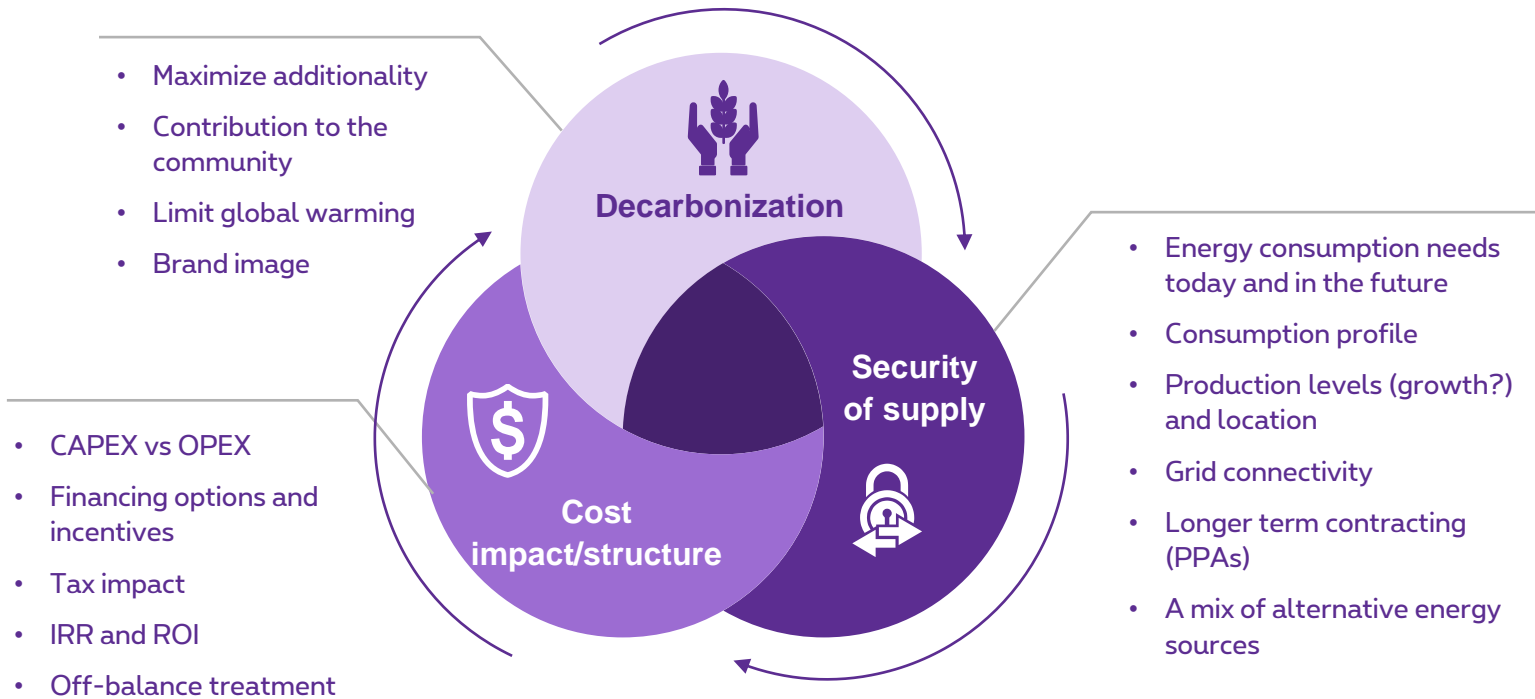 • Maximize additionality
• Contribution to the
community
• Limit global warming
• Brand image
Decarbonization
• Energy consumption needs
today and in the future
• Consumption profile
• Production levels (growth?)
and location
• Grid connectivity
• Longer term contracting
(PPAs)
• A mix of alternative energy
sources
Security
of supply
$
Cost
impact/structure
• CAPEX vs OPEX
• Financing options and
incentives
• Tax impact
• IRR and ROI
• Off-balance treatment